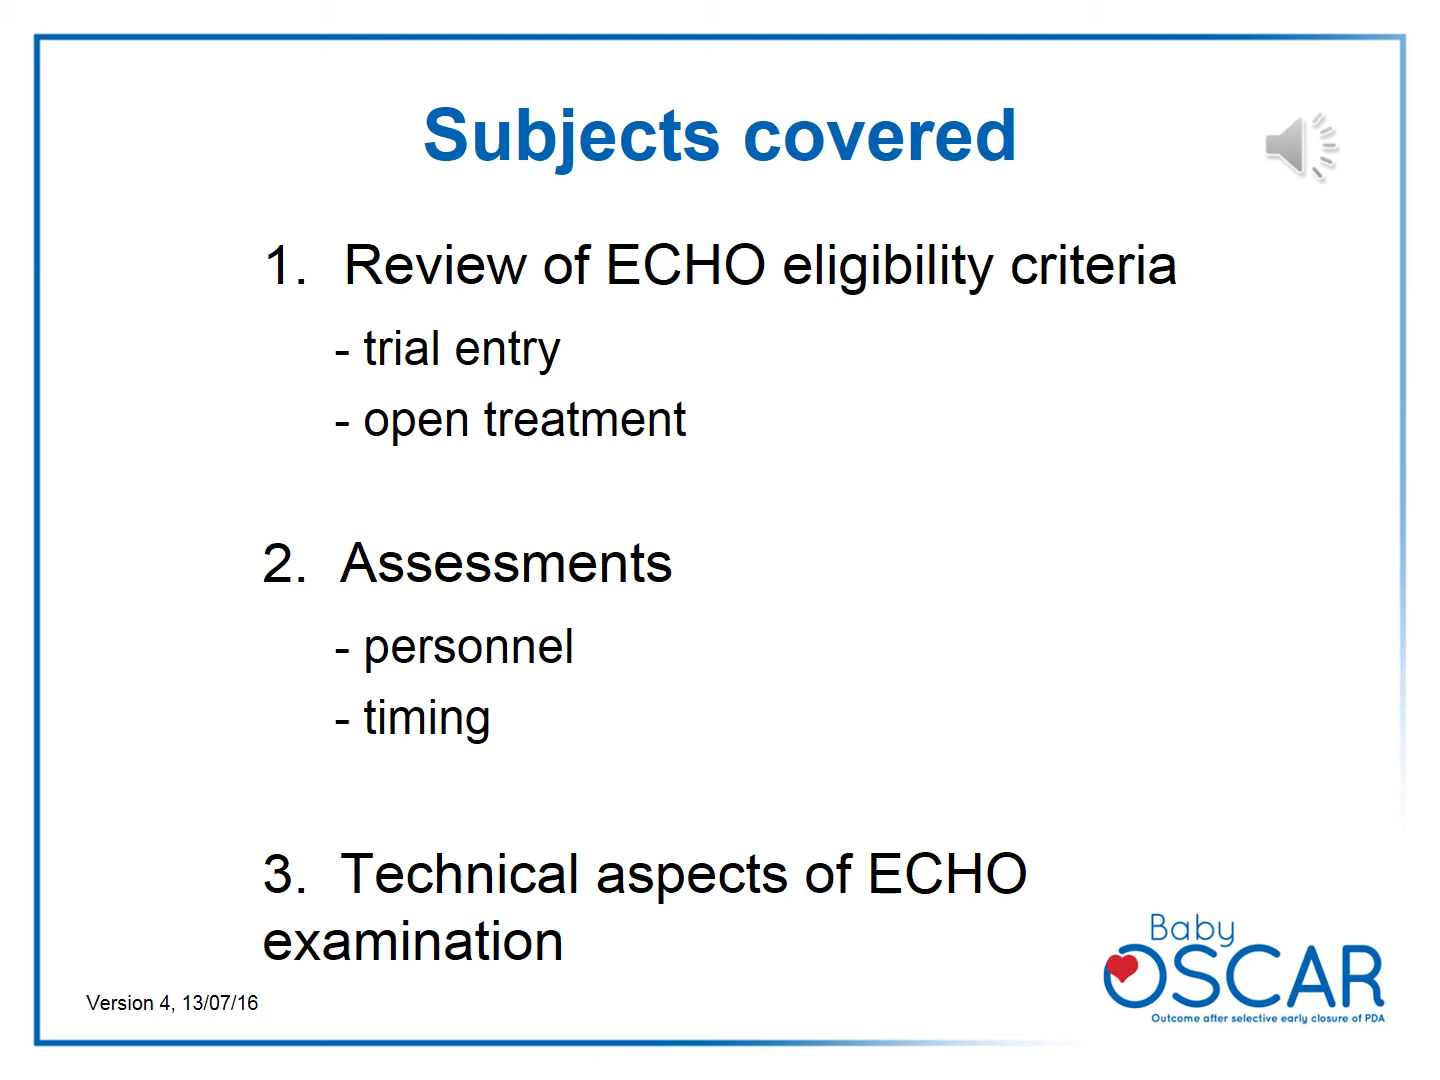 Subjects covered
1. Review of ECHO eligibility criteria
- trial entry
- open treatment
2. Assessments
- personnel
- timing
3. Technical aspects of ECHO
examination
Version 4, 13/07/16
Baby
OSCAR
Outcome after selective early closure of PDA